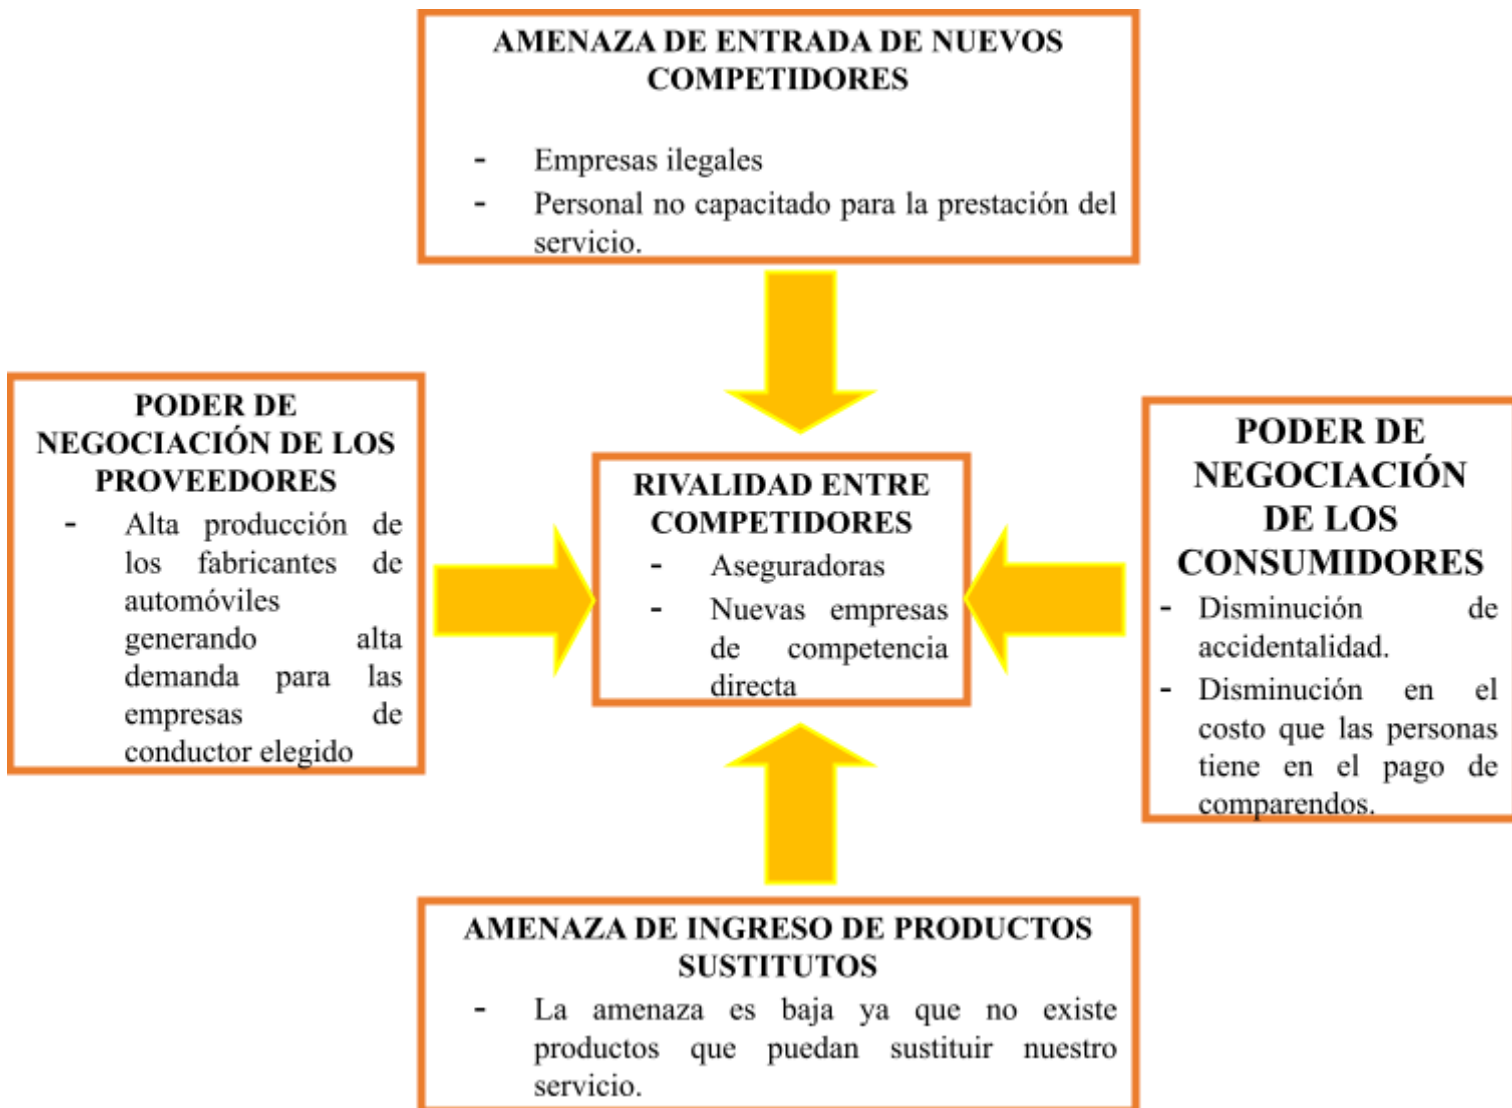 AMENAZA DE ENTRADA DE NUEVOS
COMPETIDORES
- Empresas ilegales
- Personal no capacitado para la prestación del
servicio.
PODER DE
NEGOCIACIÓN DE LOS
PROVEEDORES
- Alta producción de
los fabricantes de
automóviles
generando alta
demanda para las
empresas de
conductor elegido
RIVALIDAD ENTRE
COMPETIDORES
- Aseguradoras
- Nuevas empresas
de competencia
directa
PODER DE
NEGOCIACIÓN
DE LOS
CONSUMIDORES
- Disminución de
accidentalidad.
- Disminución en el
costo que las personas
tiene en el pago de
comparendos.
AMENAZA DE INGRESO DE PRODUCTOS
SUSTITUTOS
- La amenaza es baja ya que no existe
productos que puedan sustituir nuestro
servicio.